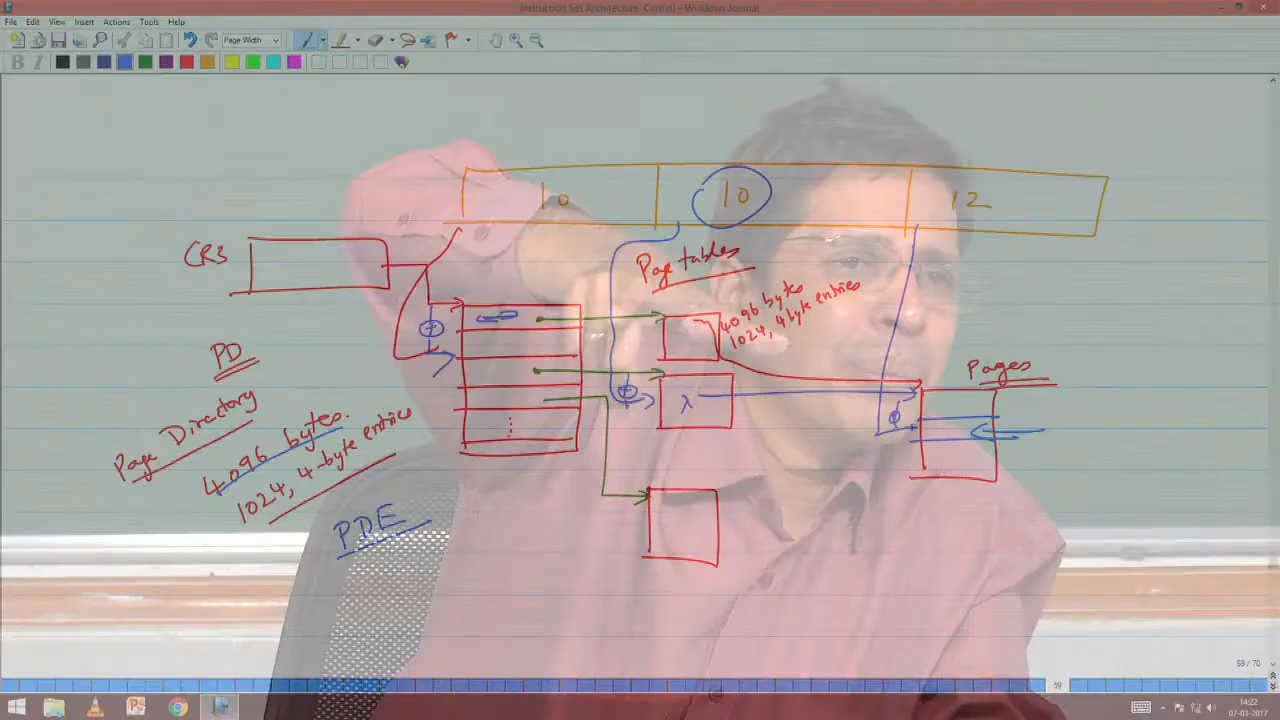 Instruction Set Architecture (Cont'd) - Windows Journal
File Edit View Insert Actions Tools Help
Page Width
B I
10 10 12
CR3
Page tables
4096 bytes
1024, 4 byte entries
PD
Page Directory
4096 bytes.
1024, 4-byte entries
PDE
+
+
λ
+
Pages
59 / 70
59
14:22
07-03-2017